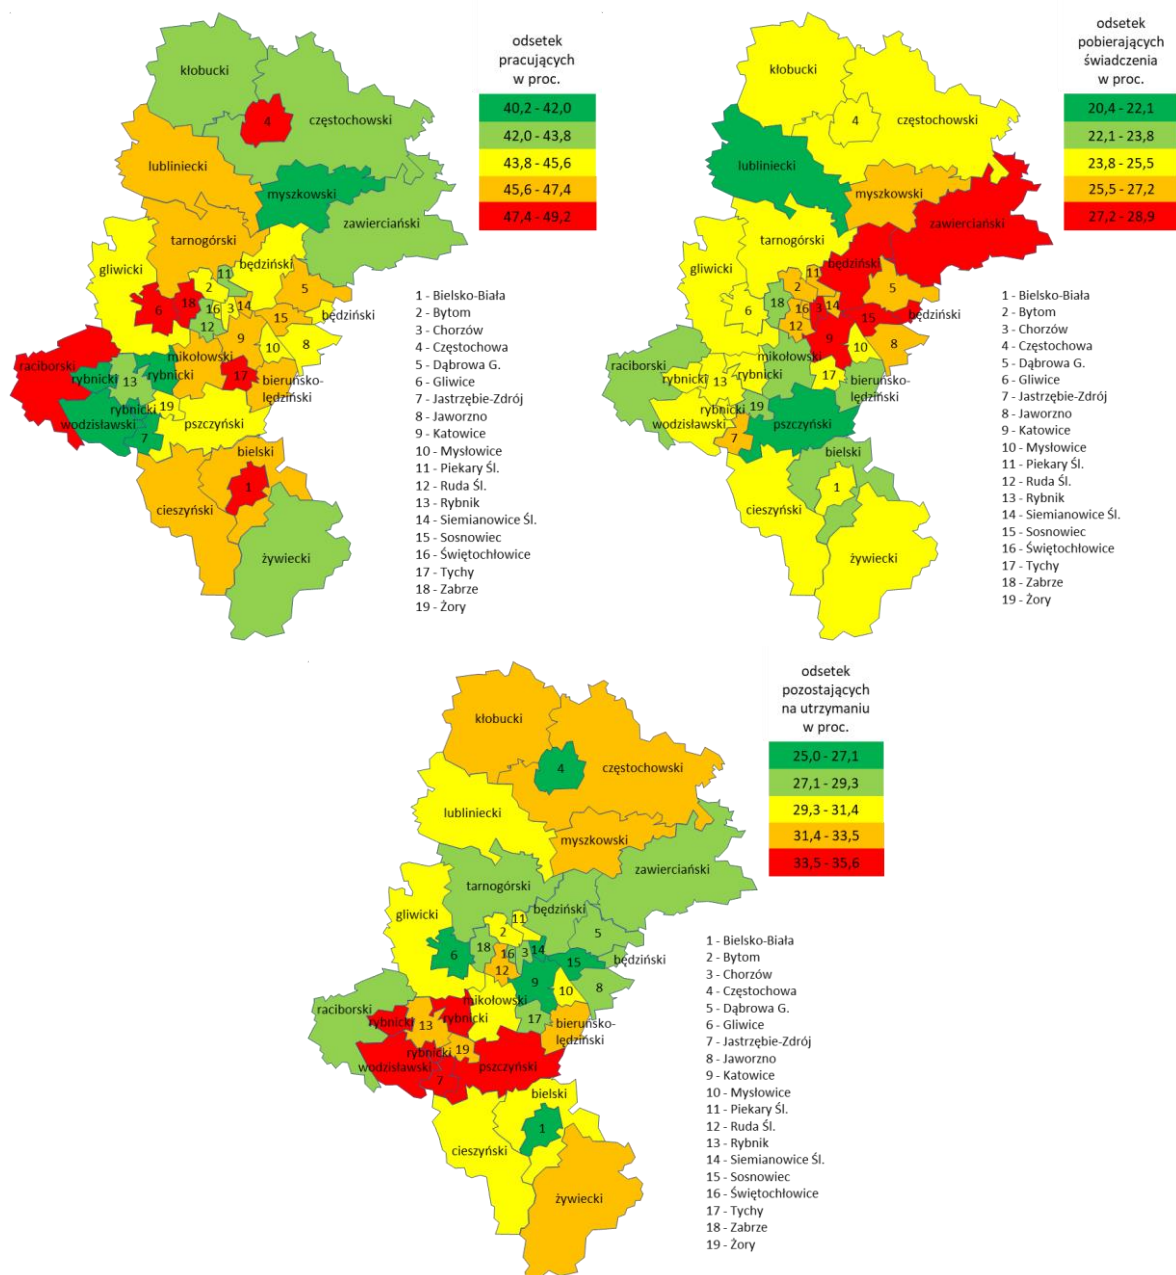 odsetek
pracujących
w proc.
40,2 - 42,0
42,0 - 43,8
43,8 - 45,6
45,6 - 47,4
47,4 - 49,2
kłobucki
4
częstochowski
lubliniecki
myszkowski
zawierciański
tarnogórski
gliwicki
będziński
11
2
5
6
18
16
3
14
15
będziński
12
9
10
8
raciborski
mikołowski
rybnicki
13
rybnicki
17
bieruńsko-
lędziński
rybnicki
19
wodzisławski
pszczyński
7
bielski
1
cieszyński
żywiecki
1 - Bielsko-Biała
2 - Bytom
3 - Chorzów
4 - Częstochowa
5 - Dąbrowa G.
6 - Gliwice
7 - Jastrzębie-Zdrój
8 - Jaworzno
9 - Katowice
10 - Mysłowice
11 - Piekary Śl.
12 - Ruda Śl.
13 - Rybnik
14 - Siemianowice Śl.
15 - Sosnowiec
16 - Świętochłowice
17 - Tychy
18 - Zabrze
19 - Żory
odsetek
pobierających
świadczenia
w proc.
20,4 - 22,1
22,1 - 23,8
23,8 - 25,5
25,5 - 27,2
27,2 - 28,9
kłobucki
4
częstochowski
lubliniecki
myszkowski
zawierciański
tarnogórski
gliwicki
będziński
11
2
5
6
18
16
3
14
15
będziński
12
9
10
8
raciborski
mikołowski
rybnicki
13
rybnicki
17
bieruńsko-
lędziński
rybnicki
19
wodzisławski
pszczyński
7
bielski
1
cieszyński
żywiecki
1 - Bielsko-Biała
2 - Bytom
3 - Chorzów
4 - Częstochowa
5 - Dąbrowa G.
6 - Gliwice
7 - Jastrzębie-Zdrój
8 - Jaworzno
9 - Katowice
10 - Mysłowice
11 - Piekary Śl.
12 - Ruda Śl.
13 - Rybnik
14 - Siemianowice Śl.
15 - Sosnowiec
16 - Świętochłowice
17 - Tychy
18 - Zabrze
19 - Żory
odsetek
pozostających
na utrzymaniu
w proc.
25,0 - 27,1
27,1 - 29,3
29,3 - 31,4
31,4 - 33,5
33,5 - 35,6
kłobucki
4
częstochowski
lubliniecki
myszkowski
zawierciański
tarnogórski
gliwicki
będziński
11
2
5
6
18
16
3
14
15
będziński
12
9
10
8
raciborski
mikołowski
rybnicki
13
rybnicki
17
bieruńsko-
lędziński
rybnicki
19
wodzisławski
pszczyński
7
bielski
1
cieszyński
żywiecki
1 - Bielsko-Biała
2 - Bytom
3 - Chorzów
4 - Częstochowa
5 - Dąbrowa G.
6 - Gliwice
7 - Jastrzębie-Zdrój
8 - Jaworzno
9 - Katowice
10 - Mysłowice
11 - Piekary Śl.
12 - Ruda Śl.
13 - Rybnik
14 - Siemianowice Śl.
15 - Sosnowiec
16 - Świętochłowice
17 - Tychy
18 - Zabrze
19 - Żory